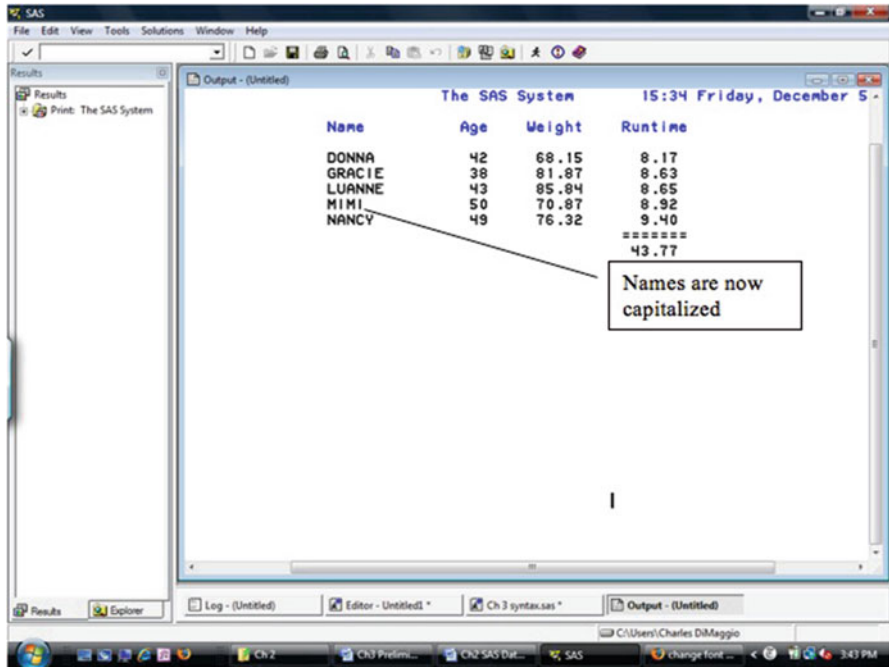 SAS
File Edit View Tools Solutions Window Help
Results
Results
Print: The SAS System
Output - (Untitled)
The SAS System 15:34 Friday, December 5
Name Age Weight Runtime
DONNA 42 68.15 8.17
GRACIE 38 81.87 8.63
LUANNE 43 85.84 8.65
MIMI 50 70.87 8.92
NANCY 49 76.32 9.40
=======
43.77
Names are now
capitalized
Results Explorer
Log - (Untitled) Editor - Untitled1 * Ch 3 syntax.sas * Output - (Untitled)
C:\Users\Charles DiMaggio
Ch 2 Ch3 Prelimi... Ch2 SAS Dat... SAS change font ... 3:43 PM